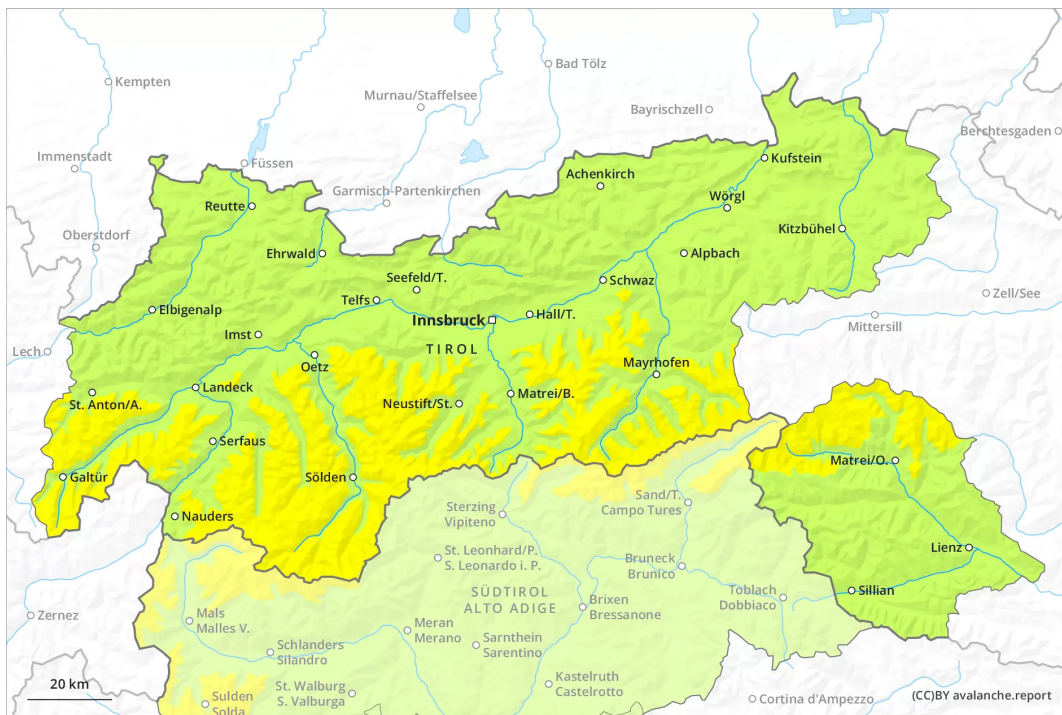 Kempten
Bad Tölz
Murnau/Staffelsee
Bayrischzell
Berchtesgaden
Immenstadt
Füssen
Kufstein
Garmisch-Partenkirchen
Achenkirch
Reutte
Wörgl
Oberstdorf
Kitzbühel
Ehrwald
Alpbach
Seefeld/T.
Schwaz
Zell/See
Telfs
Elbigenalp
Innsbruck
Hall/T.
Mittersill
Imst
TIROL
Lech
Oetz
Mayrhofen
Landeck
St. Anton/A.
Neustift/St.
Matrei/B.
Serfaus
Matrei/O.
Galtür
Sölden
Sand/T.
Campo Tures
Sterzing
Vipiteno
Nauders
Lienz
St. Leonhard/P.
S. Leonardo i. P.
Bruneck
Brunico
Toblach
Dobbiaco
Sillian
SÜDTIROL
ALTO ADIGE
Brixen
Bressanone
Zernez
Mals
Malles V.
Meran
Merano
Sarnthein
Sarentino
Schlanders
Silandro
Kastelruth
Castelrotto
20 km
St. Walburg
S. Valburga
Sulden
Solda
Cortina d'Ampezzo
(CC)BY avalanche.report